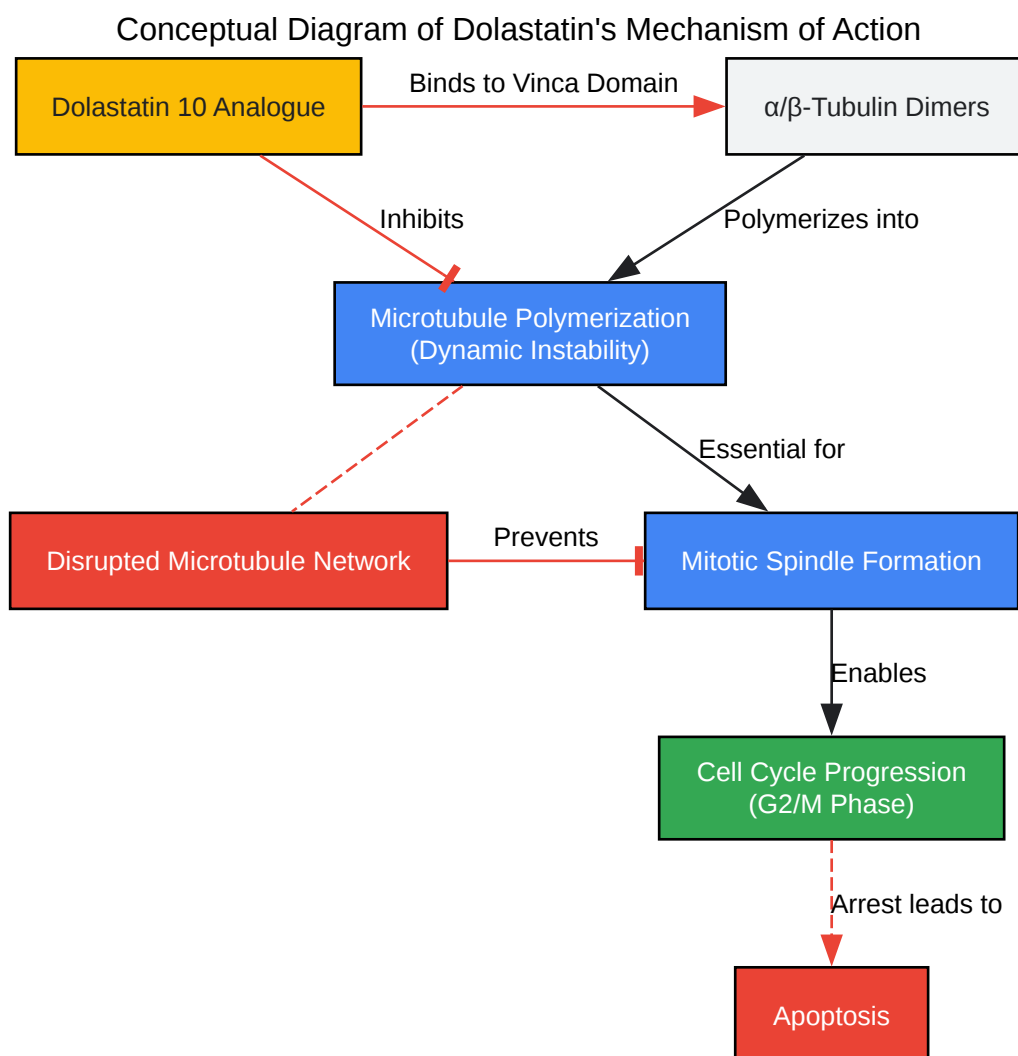 Conceptual Diagram of Dolastatin's Mechanism of Action
Dolastatin 10 Analogue
Binds to Vinca Domain
α/β-Tubulin Dimers
Inhibits
Polymerizes into
Microtubule Polymerization
(Dynamic Instability)
Essential for
Disrupted Microtubule Network
Prevents
Mitotic Spindle Formation
Enables
Cell Cycle Progression
(G2/M Phase)
Arrest leads to
Apoptosis